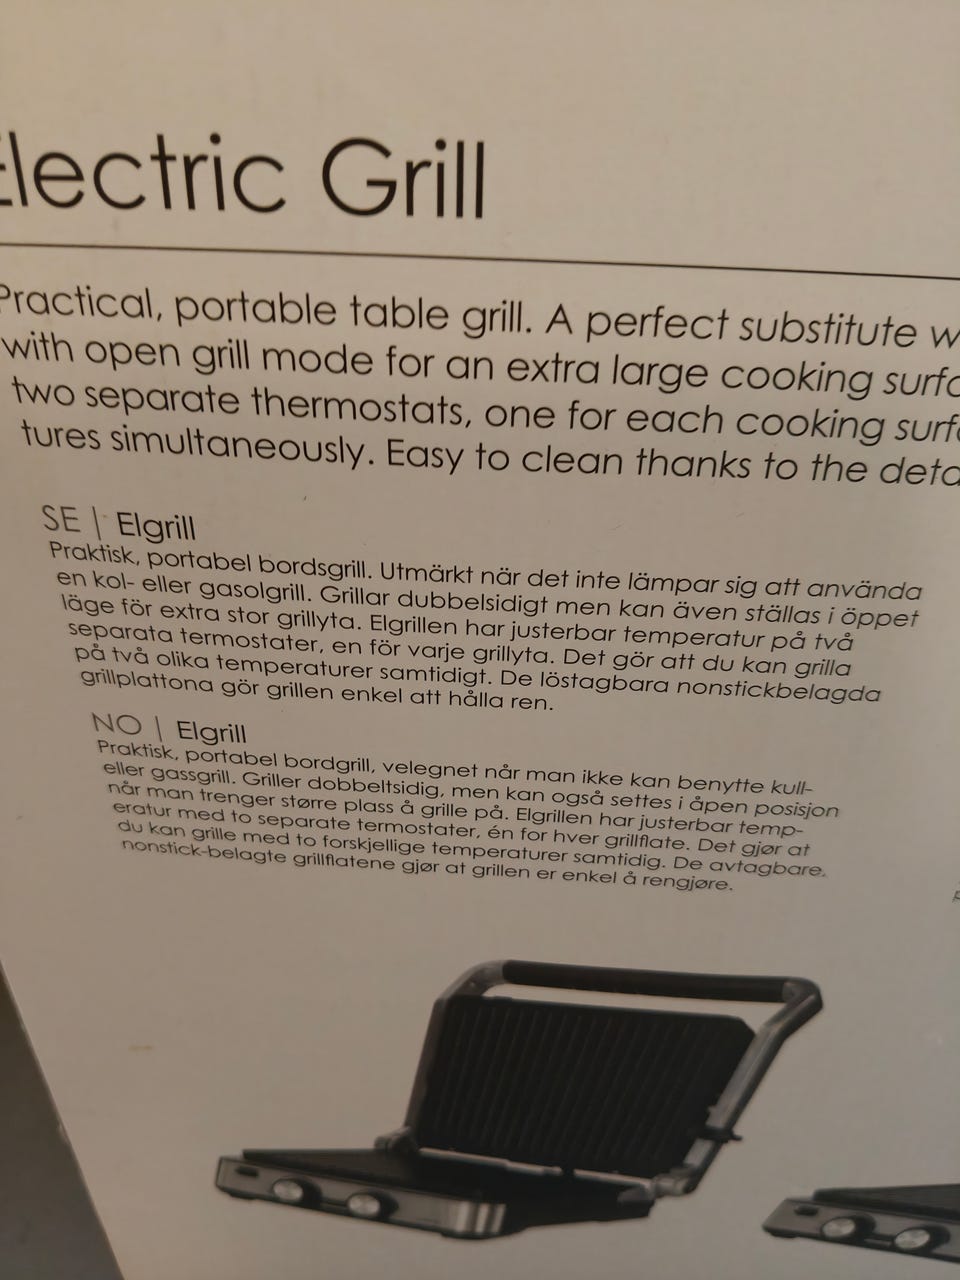 Electric Grill
Practical, portable table grill. A perfect substitute
with open grill mode for an extra large cooking
two separate thermostats, one for each cooking
tures simultaneously. Easy to clean thanks to the
SE | Elgrill
Praktisk, portabel bordsgrill. Utmärkt när det inte lämpar sig att använda
en kol- eller gasolgrill. Grillar dubbelsidigt men kan även ställas i öppet
läge för extra stor grillyta. Elgrillen har justerbar temperatur på två
separata termostater, en för varje grillyta. Det gör att du kan grilla
på två olika temperaturer samtidigt. De löstagbara nonstickbelagda
grillplattona gör grillen enkel att hålla ren.
NO | Elgrill
Praktisk, portabel bordgrill, velegnet når man ikke kan benytte kull-
eller gassgrill. Griller dobbeltsidig, men kan også settes i åpen posisjon
når man trenger større plass å grille på. Elgrillen har justerbar temp-
eratur med to separate termostater, én for hver grillflate. Det gjør at
du kan grille med to forskjellige temperaturer samtidig. De avtagbare,
nonstick-belagte grillflatene gjør at grillen er enkel å rengjøre.